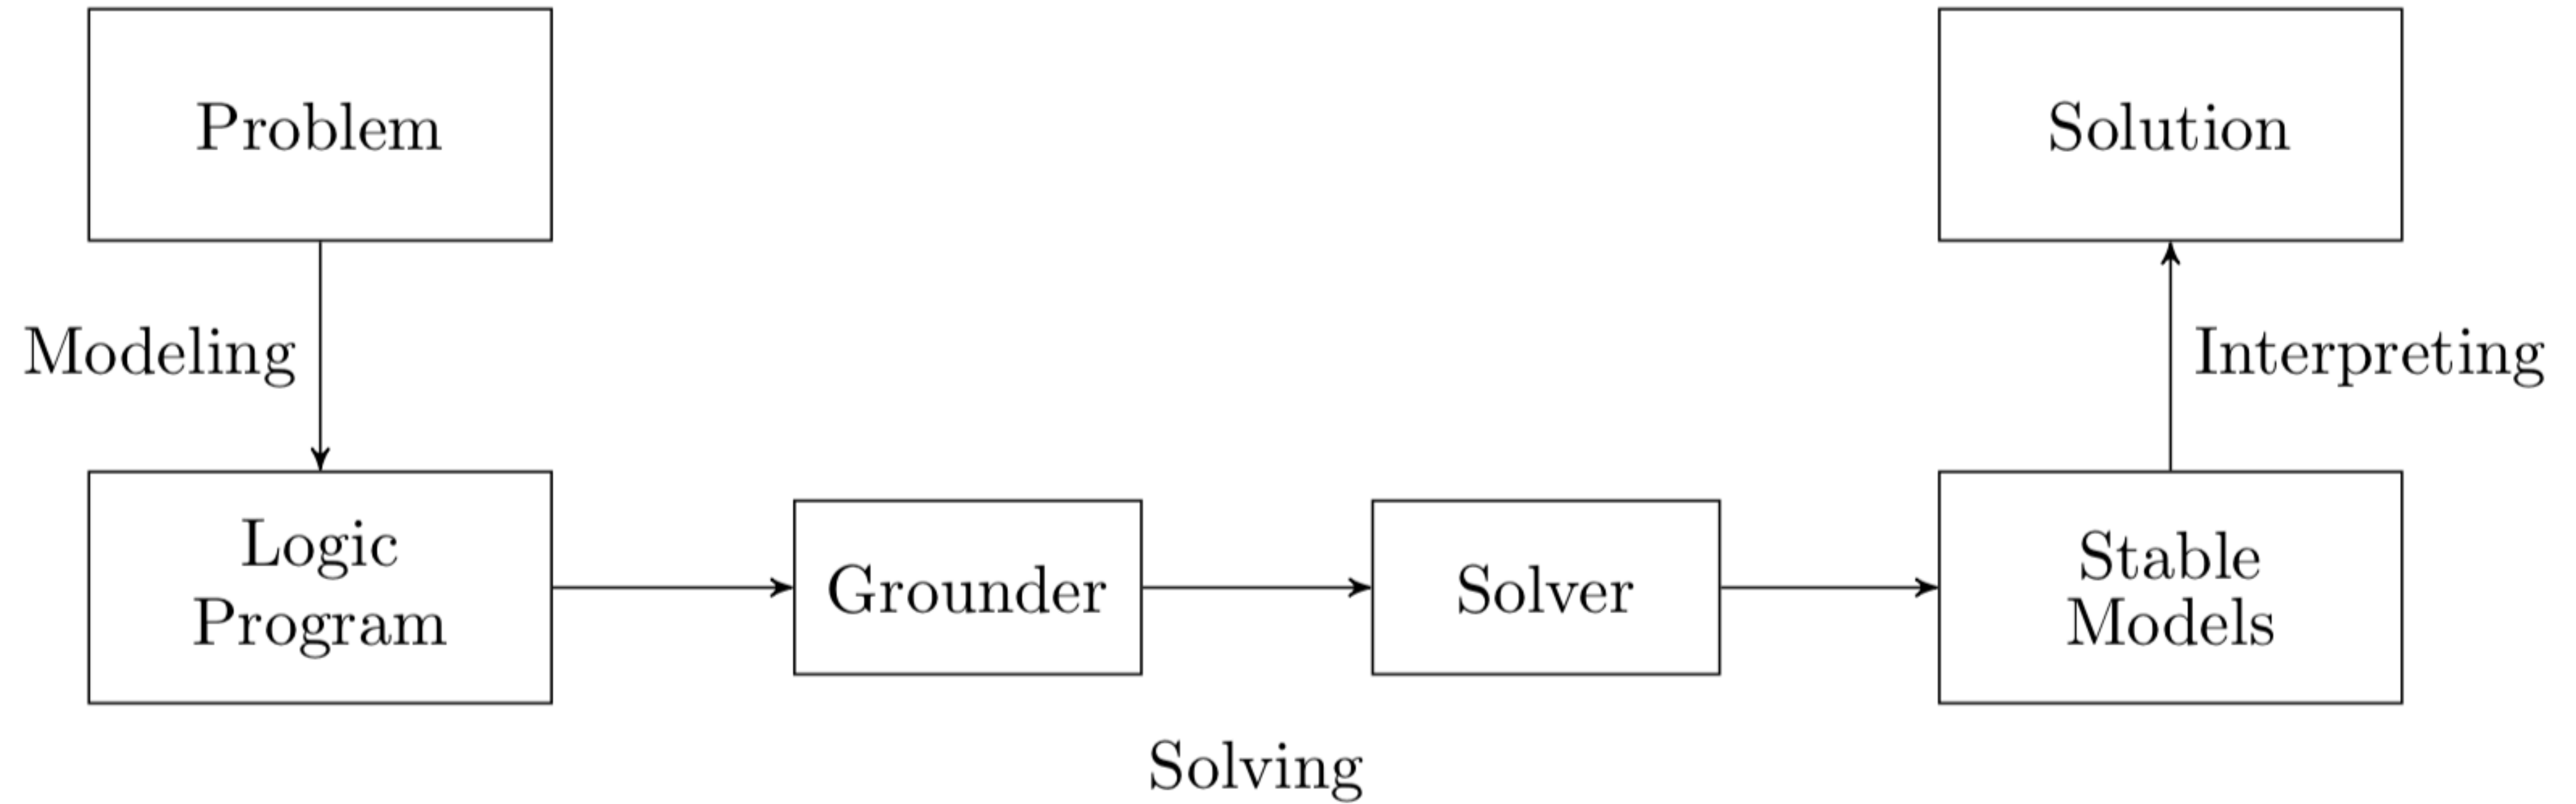 Problem
Solution
Modeling
Interpreting
Logic
Program
Grounder
Solver
Stable
Models
Solving